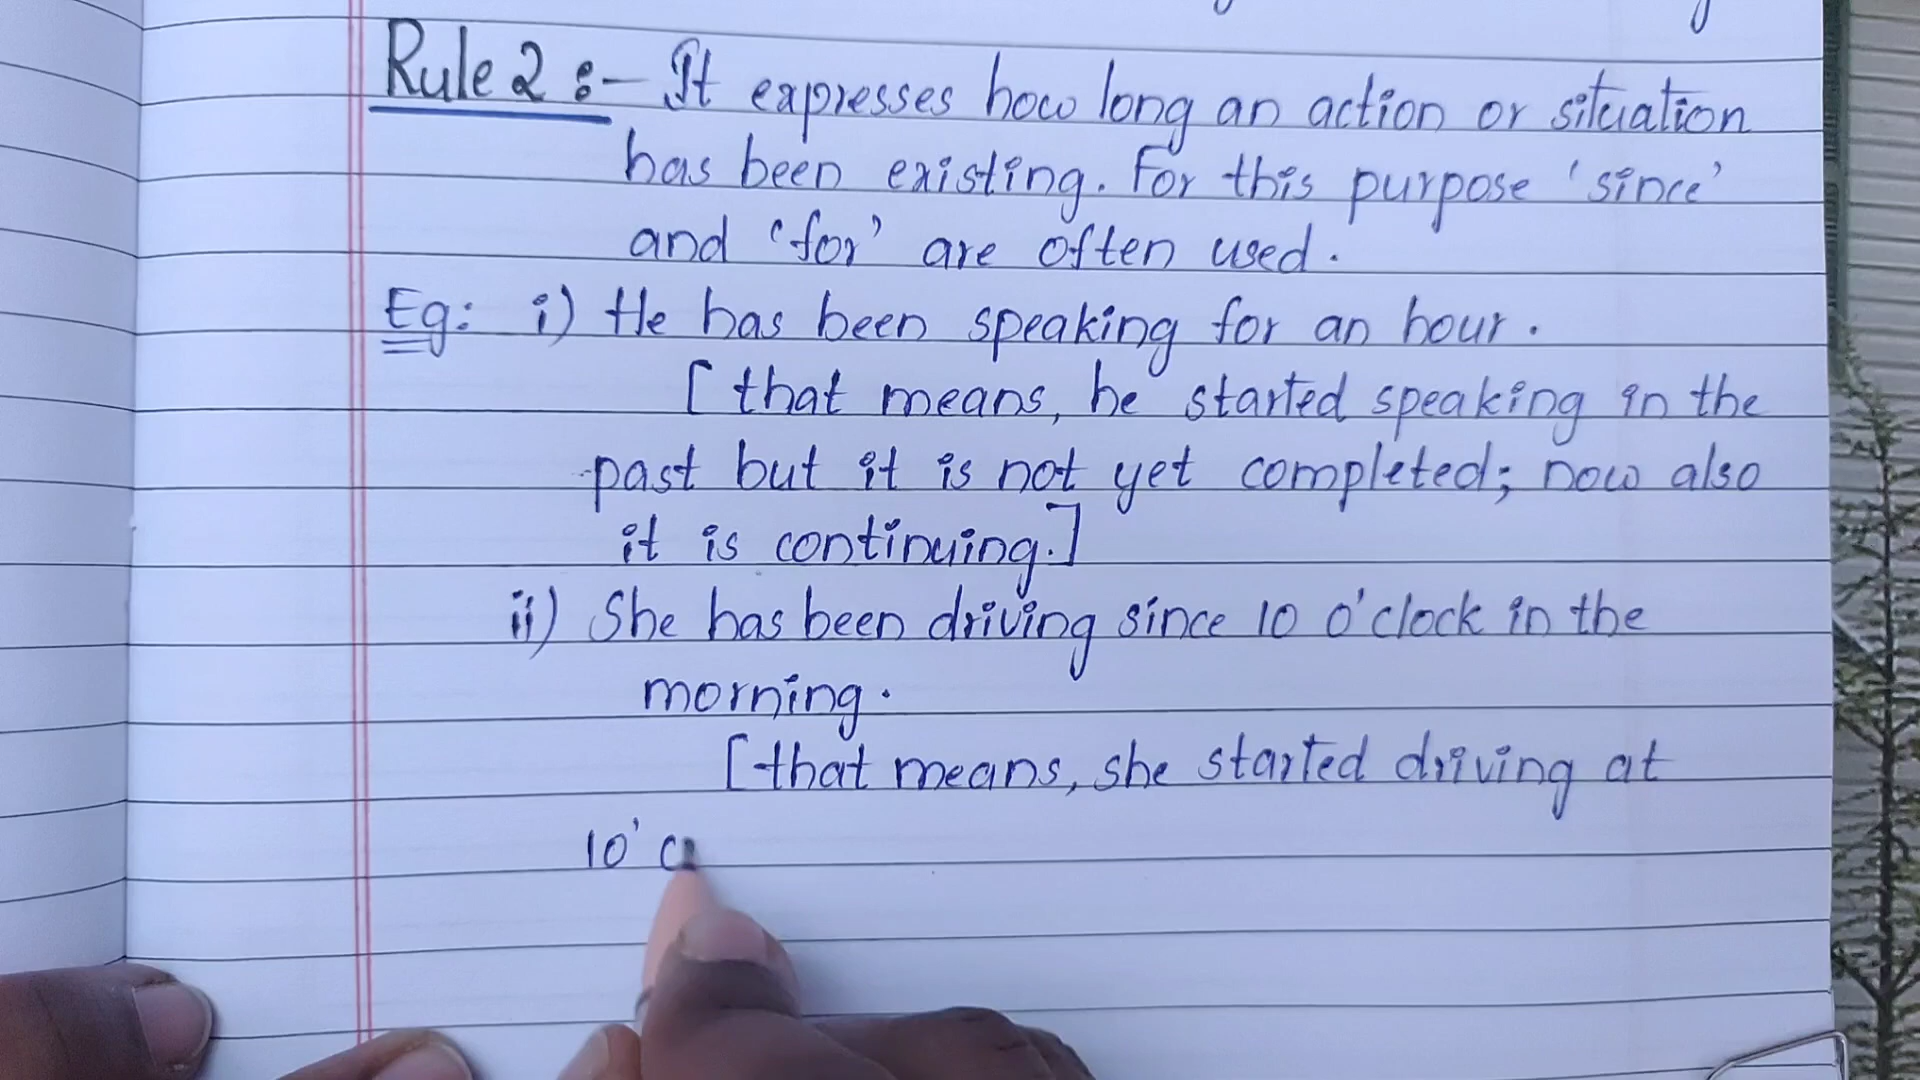 Rule 2 :- It expresses how long an action or situation
has been existing. For this purpose 'since'
and 'for' are often used.
Eg: i) He has been speaking for an hour.
[that means, he started speaking in the
past but it is not yet completed; now also
it is continuing.]
ii) She has been driving since 10 o'clock in the
morning.
[that means, she started driving at
10'